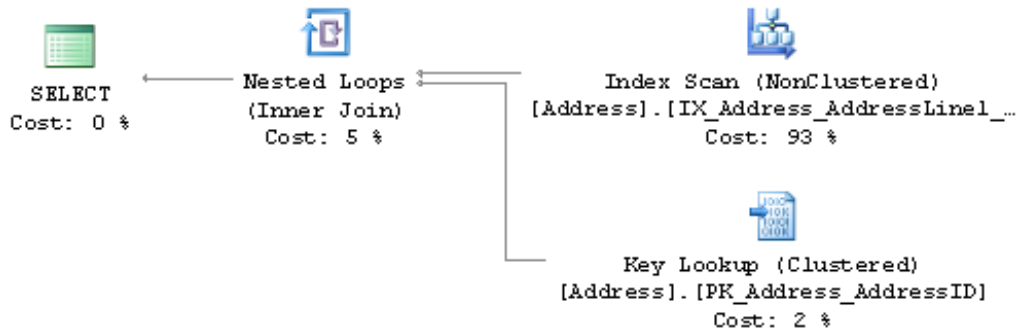 SELECT
Cost: 0 %
Nested Loops
(Inner Join)
Cost: 5 %
Index Scan (NonClustered)
[Address].[IX_Address_AddressLine1_…
Cost: 93 %
Key Lookup (Clustered)
[Address].[PK_Address_AddressID]
Cost: 2 %